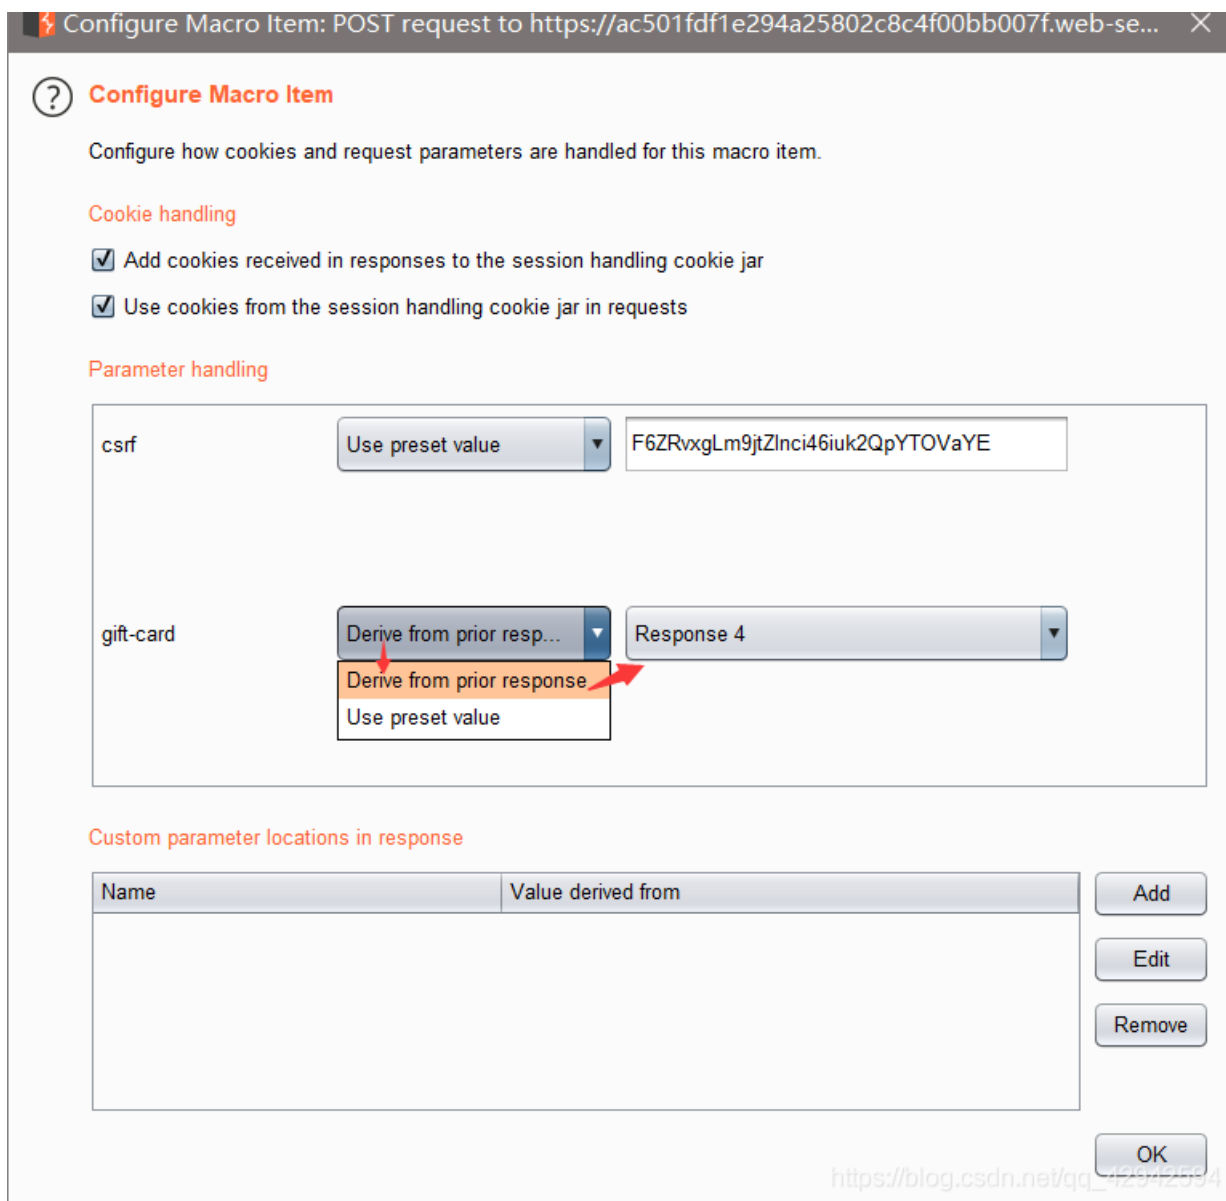 Configure Macro Item: POST request to https://ac501fdf1e294a25802c8c4f00bb007f.web-se... ×
? Configure Macro Item
Configure how cookies and request parameters are handled for this macro item.
Cookie handling
Add cookies received in responses to the session handling cookie jar
Use cookies from the session handling cookie jar in requests
Parameter handling
csrf Use preset value F6ZRvxgLm9jtZlnci46iuk2QpYTOVaYE
gift-card Derive from prior resp... Response 4
Derive from prior response
Use preset value
Custom parameter locations in response
Name Value derived from Add
Edit
Remove
OK
https://blog.csdn.net/qq_42942594